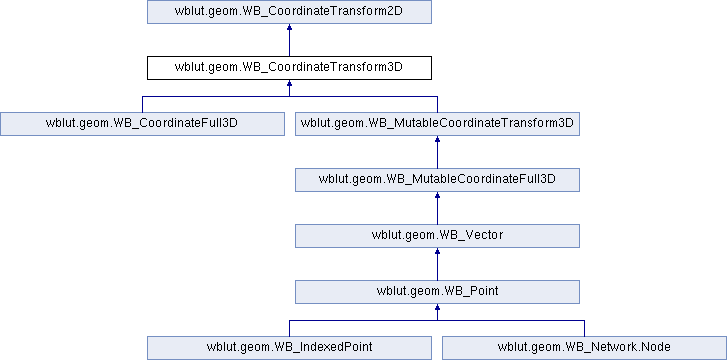 wblut.geom.WB_CoordinateTransform2D
wblut.geom.WB_CoordinateTransform3D
wblut.geom.WB_CoordinateFull3D
wblut.geom.WB_MutableCoordinateTransform3D
wblut.geom.WB_MutableCoordinateFull3D
wblut.geom.WB_Vector
wblut.geom.WB_Point
wblut.geom.WB_IndexedPoint
wblut.geom.WB_Network.Node